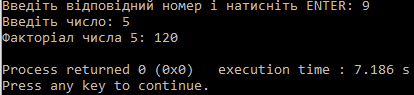 Введіть відповідний номер і натисніть ENTER: 9
Введіть число: 5
Факторіал числа 5: 120
Process returned 0 (0x0)   execution time : 7.186 s
Press any key to continue.